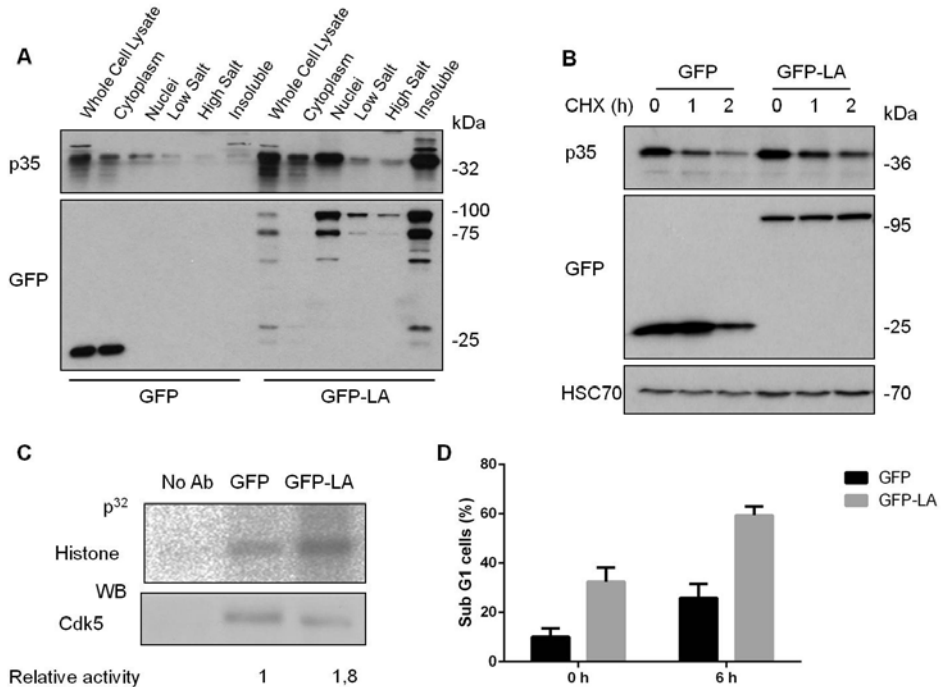 A
Whole Cell Lysate
Cytoplasm
Nuclei
Low Salt
High Salt
Insoluble
Whole Cell Lysate
Cytoplasm
Nuclei
Low Salt
High Salt
Insoluble
kDa
p35
-32
GFP
-100
-75
-25
GFP GFP-LA
B
GFP GFP-LA
CHX (h) 0 1 2 0 1 2 kDa
p35
-36
-95
GFP
-25
HSC70 -70
C
No Ab GFP GFP-LA
p32
Histone
WB
Cdk5
Relative activity 1 1,8
D
Sub G1 cells (%)
80
60
40
20
0
0 h 6 h
GFP
GFP-LA